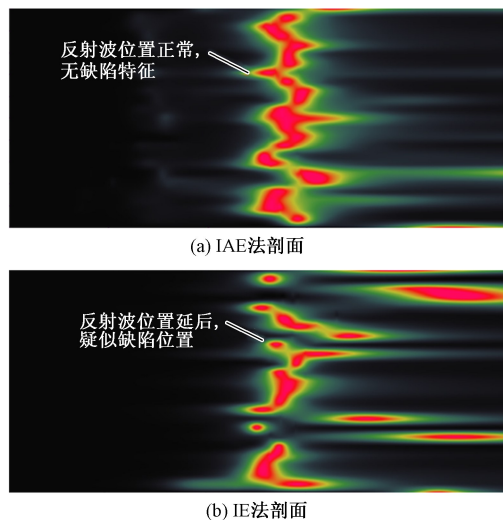 反射波位置正常，
无缺陷特征
(a) IAE法剖面
反射波位置延后，
疑似缺陷位置
(b) IE法剖面